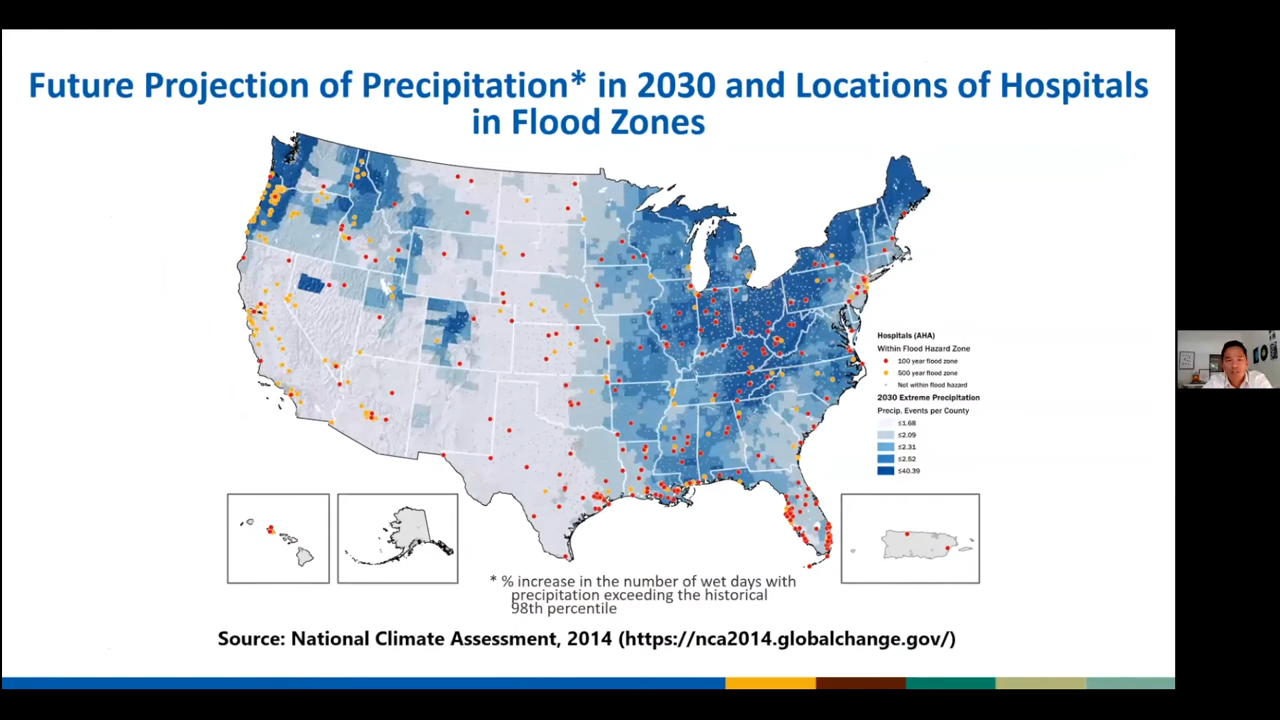 Future Projection of Precipitation* in 2030 and Locations of Hospitals
in Flood Zones
Hospitals (AHA)
Within Flood Hazard Zone
100 year flood zone
500 year flood zone
Not within flood hazard
2030 Extreme Precipitation
Precip. Events per County
≤1.68
≤2.09
≤2.31
≤2.52
≤40.39
* % increase in the number of wet days with
precipitation exceeding the historical
98th percentile
Source: National Climate Assessment, 2014 (https://nca2014.globalchange.gov/)